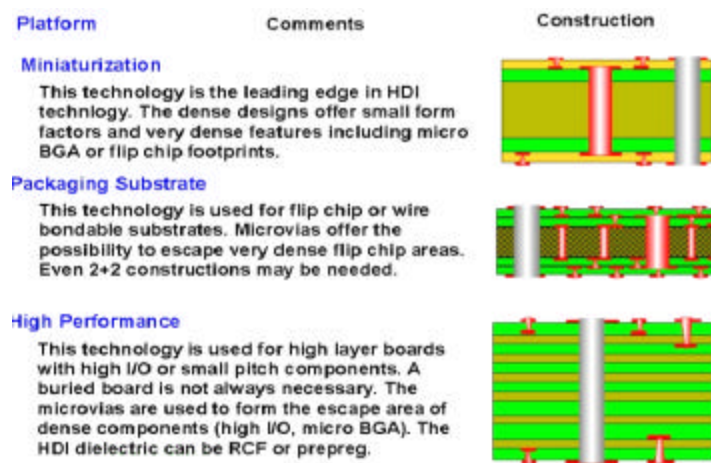 Platform Comments Construction
Miniaturization
This technology is the leading edge in HDI
technlogy. The dense designs offer small form
factors and very dense features including micro
BGA or flip chip footprints.
Packaging Substrate
This technology is used for flip chip or wire
bondable substrates. Microvias offer the
possibility to escape very dense flip chip areas.
Even 2+2 constructions may be needed.
High Performance
This technology is used for high layer boards
with high I/O or small pitch components. A
buried board is not always necessary. The
microvias are used to form the escape area of
dense components (high I/O, micro BGA). The
HDI dielectric can be RCF or prepreg.